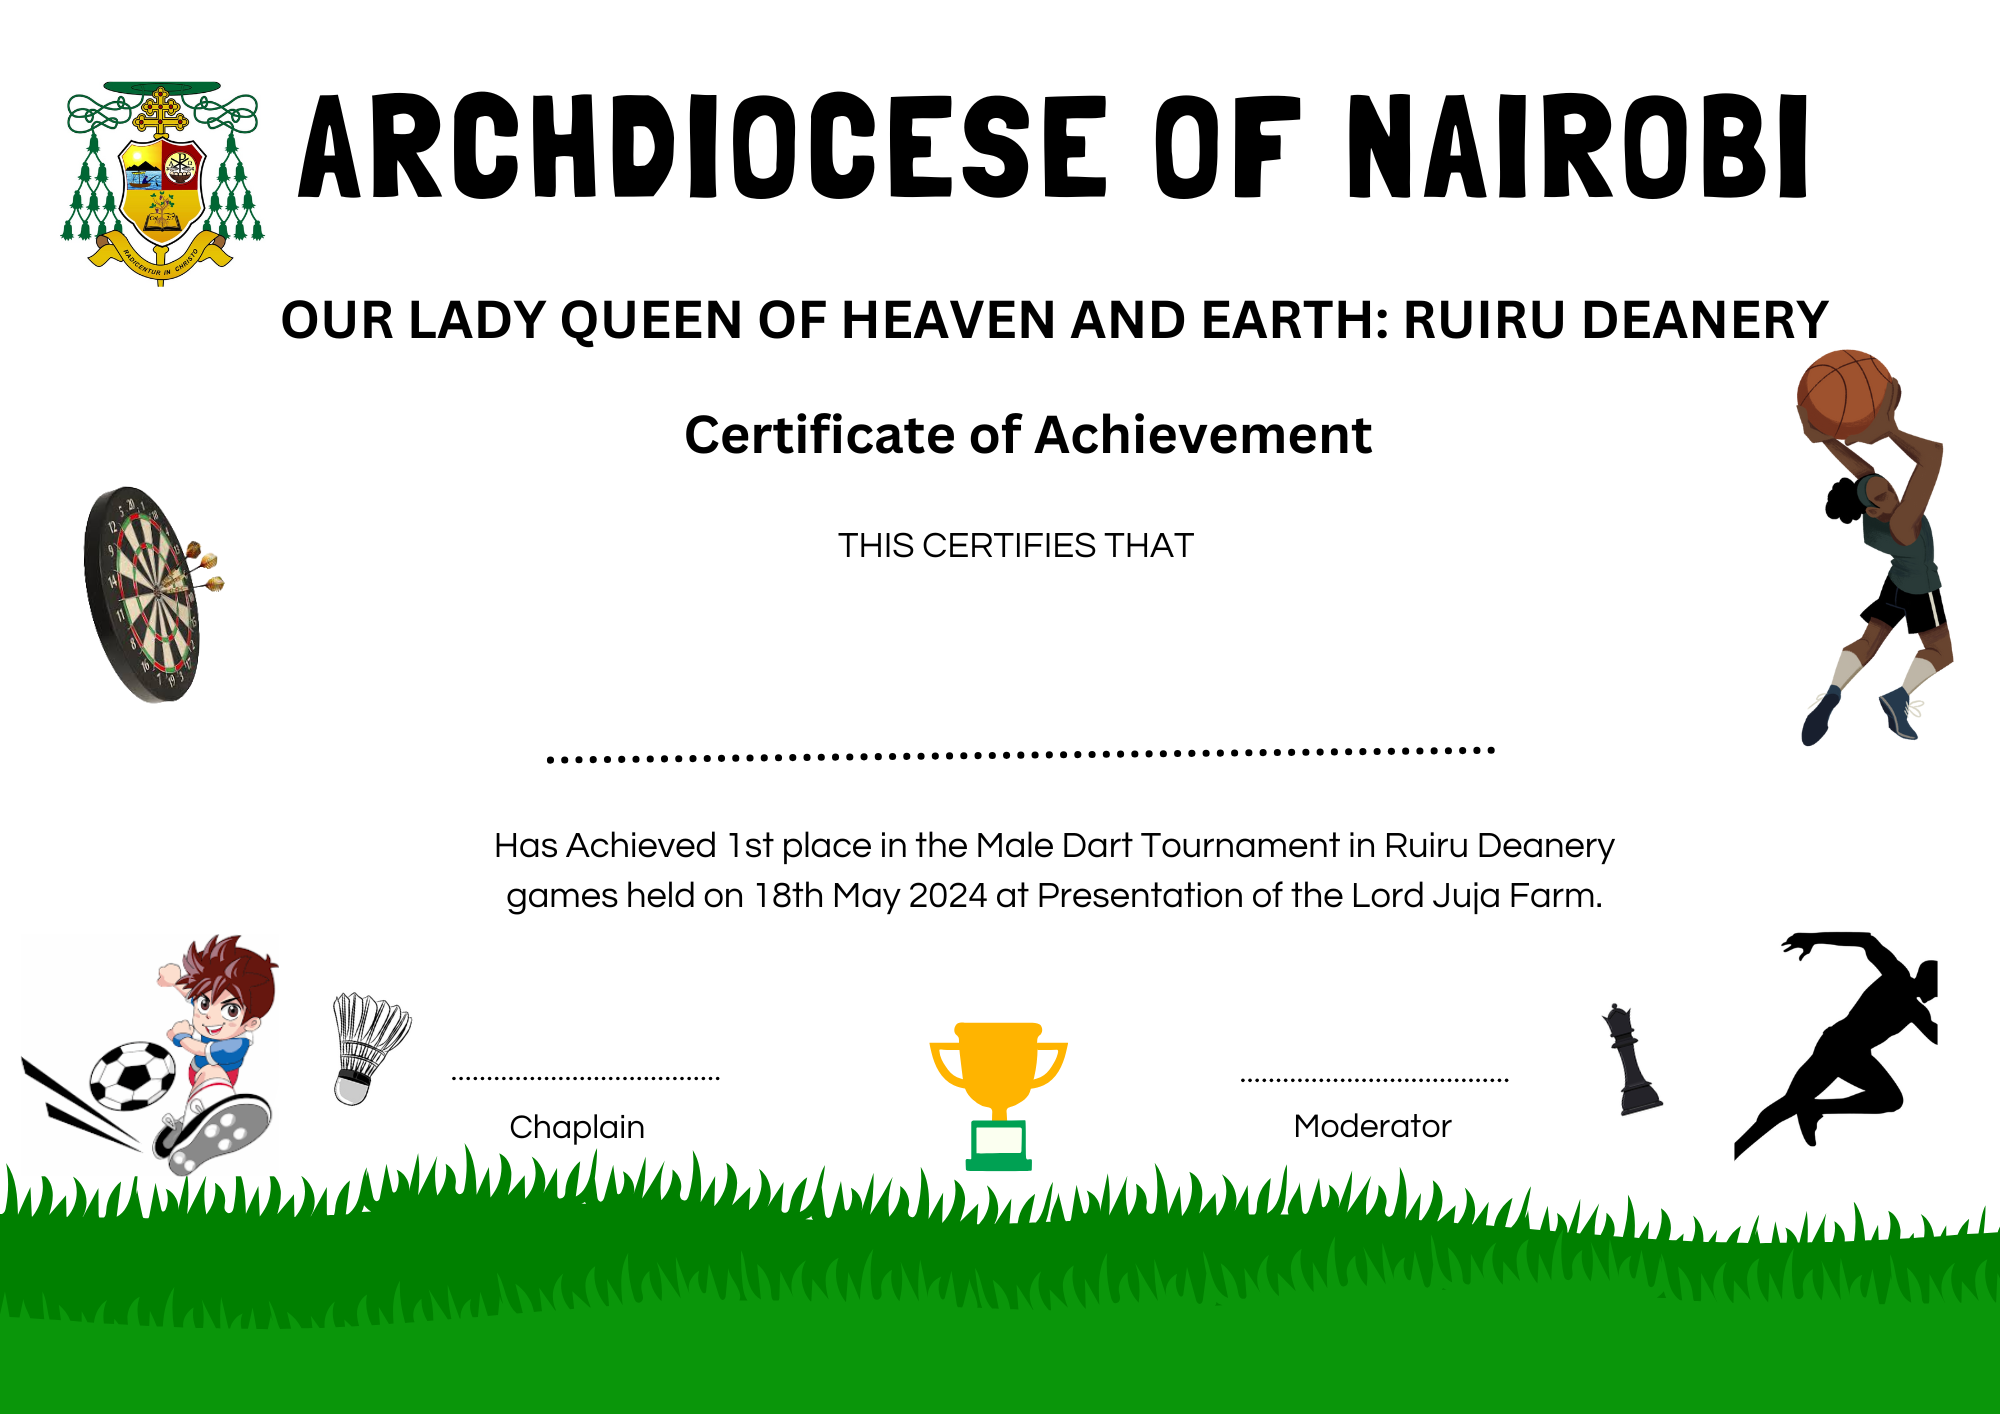 ARCHDIOCESE OF NAIROBI
RADICENTUR IN CHRISTO
OUR LADY QUEEN OF HEAVEN AND EARTH: RUIRU DEANERY
Certificate of Achievement
THIS CERTIFIES THAT
Has Achieved 1st place in the Male Dart Tournament in Ruiru Deanery
games held on 18th May 2024 at Presentation of the Lord Juja Farm.
Chaplain
Moderator